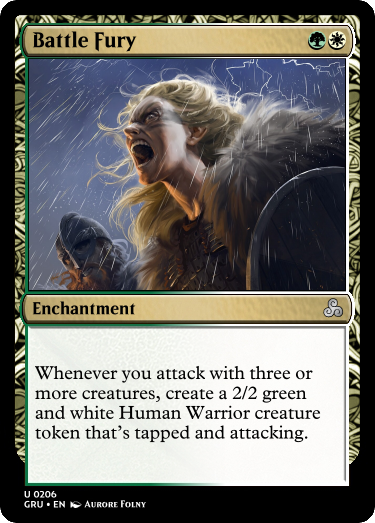 Battle Fury
Enchantment
Whenever you attack with three or
more creatures, create a 2/2 green
and white Human Warrior creature
token that's tapped and attacking.
U 0206
GRU • EN Aurore Folny